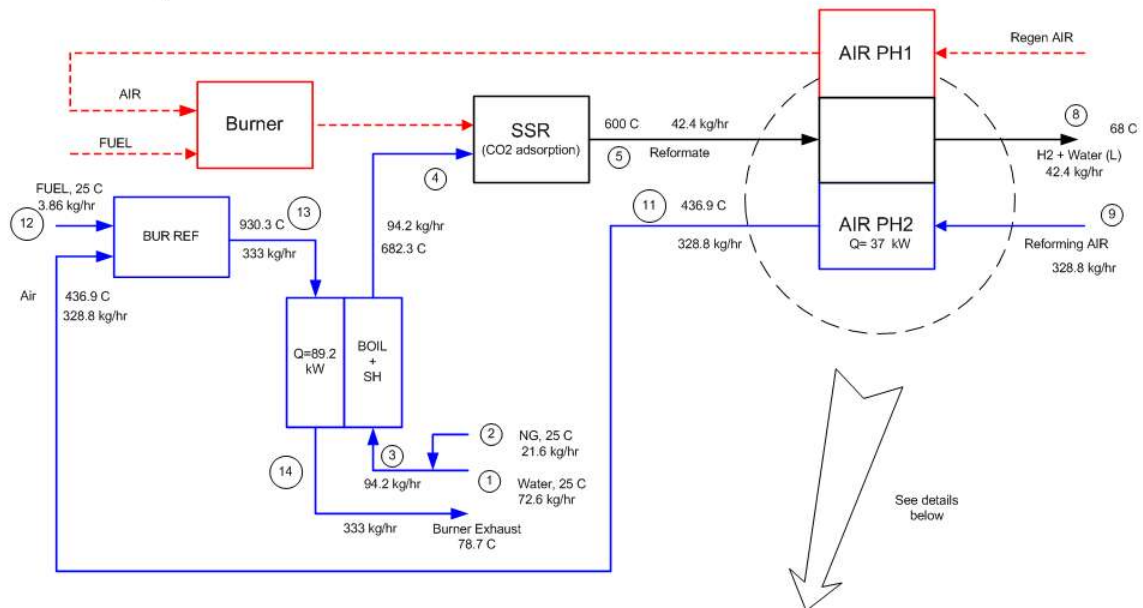 AIR PH1
Regen AIR
AIR
Burner
FUEL
SSR
(CO2 adsorption)
600 C
42.4 kg/hr
5
Reformate
8
68 C
H2 + Water (L)
42.4 kg/hr
4
FUEL, 25 C
3.86 kg/hr
12
BUR REF
13
930.3 C
333 kg/hr
94.2 kg/hr
682.3 C
11
436.9 C
328.8 kg/hr
AIR PH2
Q= 37 kW
9
Reforming AIR
328.8 kg/hr
Air
436.9 C
328.8 kg/hr
Q=89.2
kW
BOIL
+
SH
2
NG, 25 C
21.6 kg/hr
3
94.2 kg/hr
1
Water, 25 C
72.6 kg/hr
14
333 kg/hr
Burner Exhaust
78.7 C
See details
below